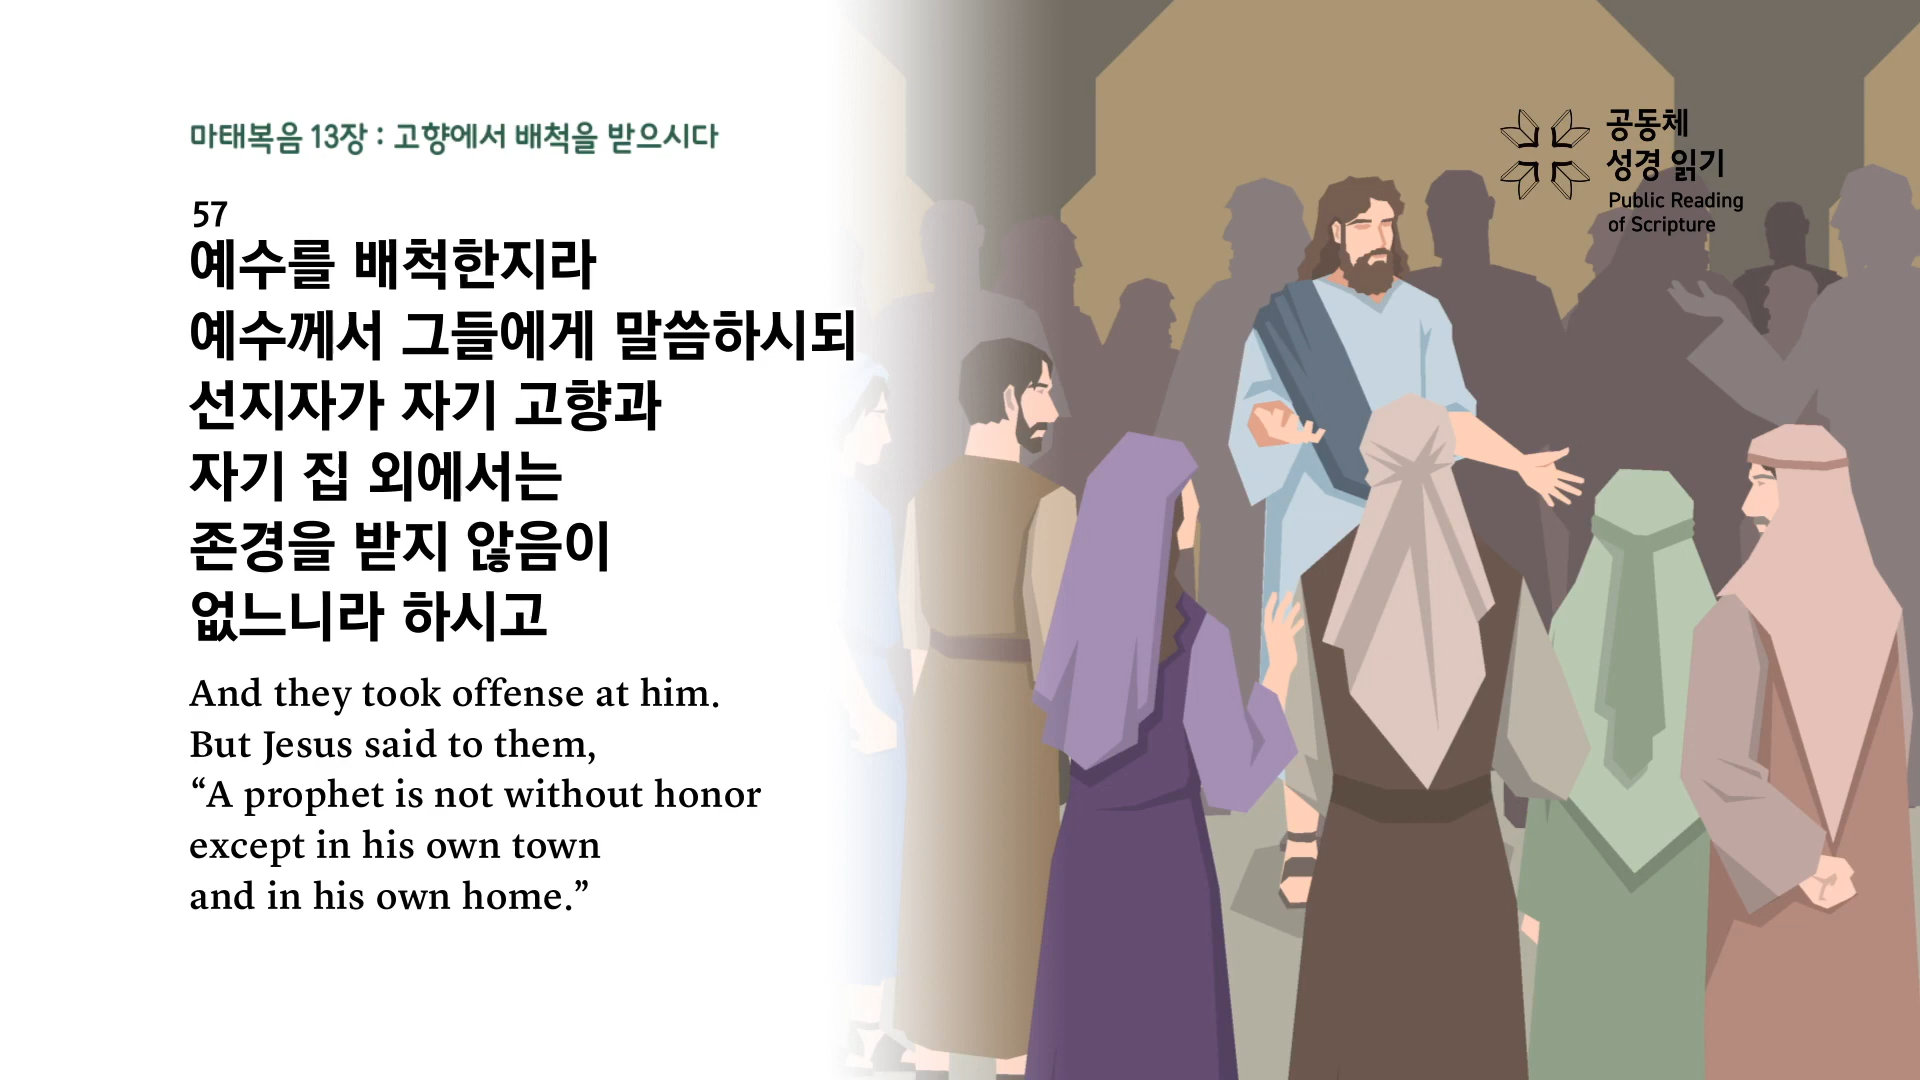 마태복음 13장 : 고향에서 배척을 받으시다
57
예수를 배척한지라
예수께서 그들에게 말씀하시되
선지자가 자기 고향과
자기 집 외에서는
존경을 받지 않음이
없느니라 하시고
And they took offense at him.
But Jesus said to them,
“A prophet is not without honor
except in his own town
and in his own home.”
공동체
성경 읽기
Public Reading
of Scripture